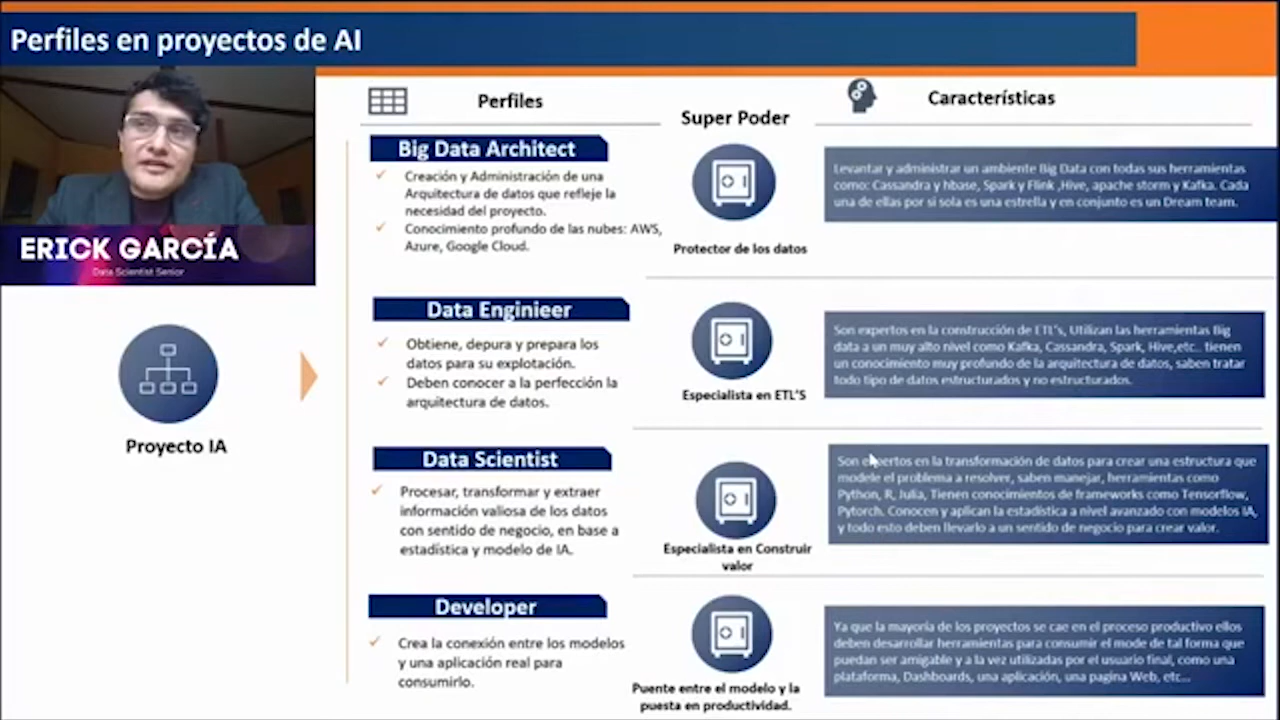 Perfiles en proyectos de AI
ERICK GARCÍA
Data Scientist Senior
Proyecto IA
Perfiles
Super Poder
Características
Big Data Architect
Creación y Administración de una
Arquitectura de datos que refleje la
necesidad del proyecto.
Conocimiento profundo de las nubes: AWS,
Azure, Google Cloud.
Protector de los datos
Levantar y administrar un ambiente Big Data con todas sus herramientas
como: Cassandra y hbase, Spark y Flink ,Hive, apache storm y Kafka. Cada
una de ellas por si sola es una estrella y en conjunto es un Dream team.
Data Enginieer
Obtiene, depura y prepara los
datos para su explotación.
Deben conocer a la perfección la
arquitectura de datos.
Especialista en ETL'S
Son expertos en la construcción de ETL's, Utilizan las herramientas Big
data a un muy alto nivel como Kafka, Cassandra, Spark, Hive,etc.. tienen
un conocimiento muy profundo de la arquitectura de datos, saben tratar
todo tipo de datos estructurados y no estructurados.
Data Scientist
Procesar, transformar y extraer
información valiosa de los datos
con sentido de negocio, en base a
estadística y modelo de IA.
Especialista en Construir
valor
Son expertos en la transformación de datos para crear una estructura que
modele el problema a resolver, saben manejar, herramientas como
Python, R, Julia, Tienen conocimientos de frameworks como Tensorflow,
Pytorch. Conocen y aplican la estadística a nivel avanzado con modelos IA,
y todo esto deben llevarlo a un sentido de negocio para crear valor.
Developer
Crea la conexión entre los modelos
y una aplicación real para
consumirlo.
Puente entre el modelo y la
puesta en productividad.
Ya que la mayoría de los proyectos se cae en el proceso productivo ellos
deben desarrollar herramientas para consumir el mode de tal forma que
puedan ser amigable y a la vez utilizadas por el usuario final, como una
plataforma, Dashboards, una aplicación, una pagina Web, etc...